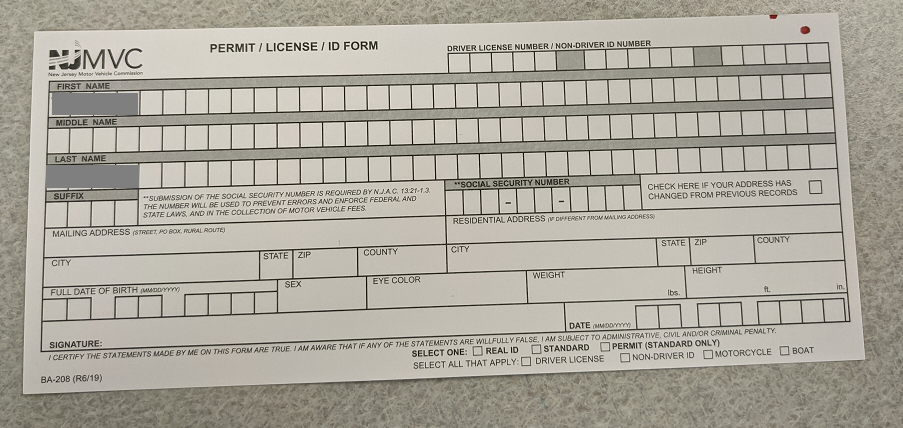 NJMVC
New Jersey Motor Vehicle Commission
PERMIT / LICENSE / ID FORM
DRIVER LICENSE NUMBER / NON-DRIVER ID NUMBER
FIRST NAME
MIDDLE NAME
LAST NAME
SUFFIX
**SUBMISSION OF THE SOCIAL SECURITY NUMBER IS REQUIRED BY N.J.A.C. 13:21-1.3.
THE NUMBER WILL BE USED TO PREVENT ERRORS AND ENFORCE FEDERAL AND
STATE LAWS, AND IN THE COLLECTION OF MOTOR VEHICLE FEES.
**SOCIAL SECURITY NUMBER
– –
CHECK HERE IF YOUR ADDRESS HAS
CHANGED FROM PREVIOUS RECORDS
MAILING ADDRESS (STREET, PO BOX, RURAL ROUTE)
RESIDENTIAL ADDRESS (IF DIFFERENT FROM MAILING ADDRESS)
CITY STATE ZIP COUNTY
CITY STATE ZIP COUNTY
FULL DATE OF BIRTH (MM/DD/YYYY) SEX EYE COLOR WEIGHT lbs. HEIGHT ft. in.
SIGNATURE: DATE (MM/DD/YYYY)
I CERTIFY THE STATEMENTS MADE BY ME ON THIS FORM ARE TRUE. I AM AWARE THAT IF ANY OF THE STATEMENTS ARE WILLFULLY FALSE, I AM SUBJECT TO ADMINISTRATIVE, CIVIL AND/OR CRIMINAL PENALTY.
SELECT ONE: REAL ID STANDARD PERMIT (STANDARD ONLY)
SELECT ALL THAT APPLY: DRIVER LICENSE NON-DRIVER ID MOTORCYCLE BOAT
BA-208 (R6/19)